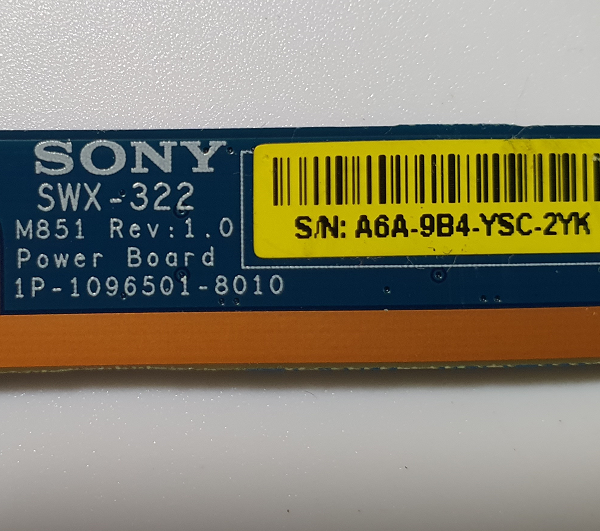 SONY
SWX-322
M851 Rev:1.0
Power Board
1P-1096501-8010
S/N: A6A-9B4-YSC-2YK